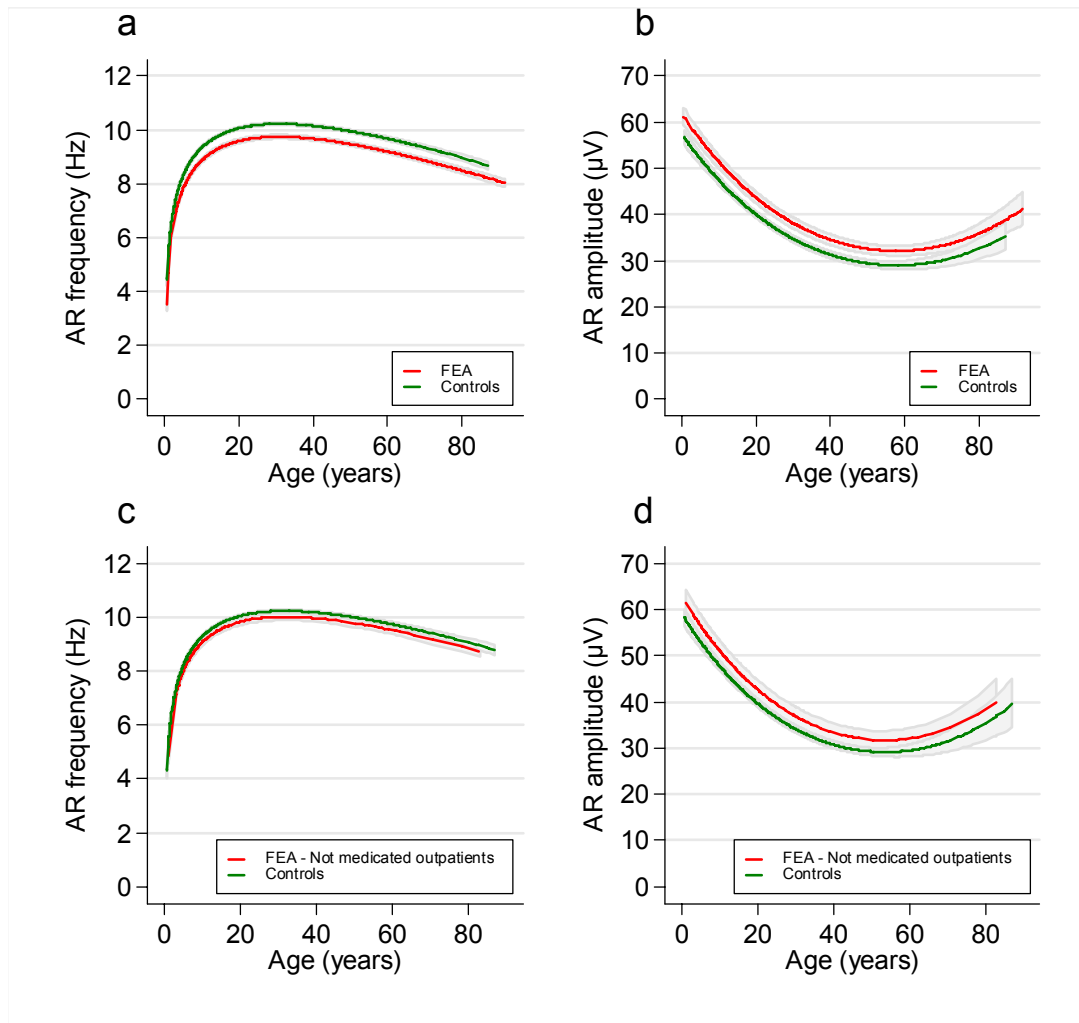 a
AR frequency (Hz)
12
10
8
6
4
2
0
FEA
Controls
0 20 40 60 80
Age (years)
b
AR amplitude (µV)
70
60
50
40
30
20
10
0
FEA
Controls
0 20 40 60 80
Age (years)
c
AR frequency (Hz)
12
10
8
6
4
2
0
FEA - Not medicated outpatients
Controls
0 20 40 60 80
Age (years)
d
AR amplitude (µV)
70
60
50
40
30
20
10
0
FEA - Not medicated outpatients
Controls
0 20 40 60 80
Age (years)